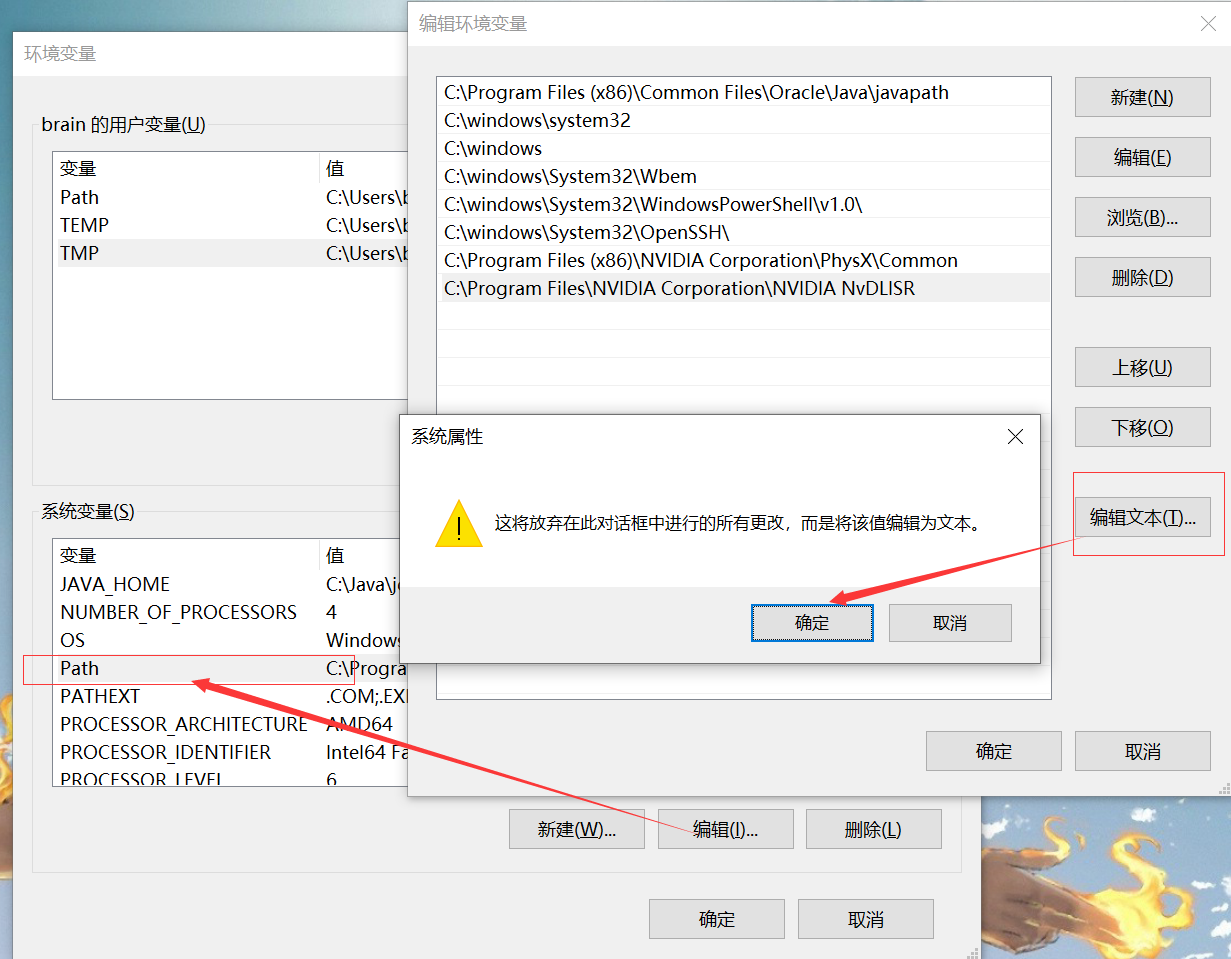 环境变量
brain 的用户变量(U)
变量 值
Path C:\Users\b
TEMP C:\Users\b
TMP C:\Users\b
系统变量(S)
变量 值
JAVA_HOME C:\Java\j
NUMBER_OF_PROCESSORS 4
OS Windows
Path C:\Progra
PATHEXT .COM;.EXE
PROCESSOR_ARCHITECTURE AMD64
PROCESSOR_IDENTIFIER Intel64 Fa
PROCESSOR_LEVEL 6
新建(W)... 编辑(I)... 删除(L)
确定 取消
编辑环境变量
C:\Program Files (x86)\Common Files\Oracle\Java\javapath
C:\windows\system32
C:\windows
C:\windows\System32\Wbem
C:\windows\System32\WindowsPowerShell\v1.0\
C:\windows\System32\OpenSSH\
C:\Program Files (x86)\NVIDIA Corporation\PhysX\Common
C:\Program Files\NVIDIA Corporation\NVIDIA NvDLISR
新建(N)
编辑(E)
浏览(B)...
删除(D)
上移(U)
下移(O)
编辑文本(T)...
确定 取消
系统属性
这将放弃在此对话框中进行的所有更改，而是将该值编辑为文本。
确定 取消